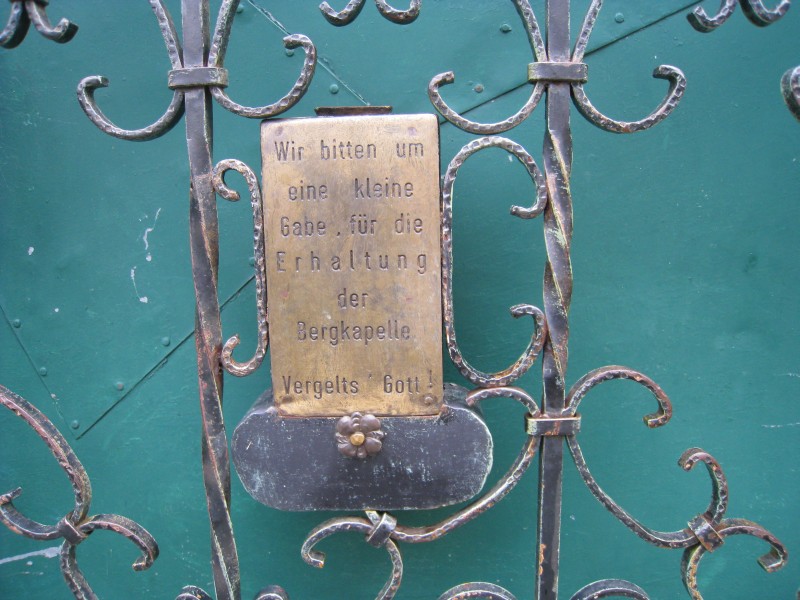 Wir bitten um
eine kleine
Gabe, für die
Erhaltung
der
Bergkapelle
Vergelts Gott!